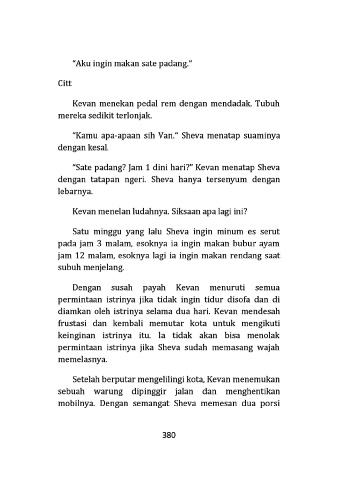 "Aku ingin makan sate padang."
Citt
Kevan menekan pedal rem dengan mendadak. Tubuh
mereka sedikit terlonjak.
"Kamu apa-apaan sih Van." Sheva menatap suaminya
dengan kesal.
"Sate padang? Jam 1 dini hari?" Kevan menatap Sheva
dengan tatapan ngeri. Sheva hanya tersenyum dengan
lebarnya.
Kevan menelan ludahnya. Siksaan apa lagi ini?
Satu minggu yang lalu Sheva ingin minum es serut
pada jam 3 malam, esoknya ia ingin makan bubur ayam
jam 12 malam, esoknya lagi ia ingin makan rendang saat
subuh menjelang.
Dengan susah payah Kevan menuruti semua
permintaan istrinya jika tidak ingin tidur disofa dan di
diamkan oleh istrinya selama dua hari. Kevan mendesah
frustasi dan kembali memutar kota untuk mengikuti
keinginan istrinya itu. Ia tidak akan bisa menolak
permintaan istrinya jika Sheva sudah memasang wajah
memelasnya.
Setelah berputar mengelilingi kota, Kevan menemukan
sebuah warung dipinggir jalan dan menghentikan
mobilnya. Dengan semangat Sheva memesan dua porsi
380